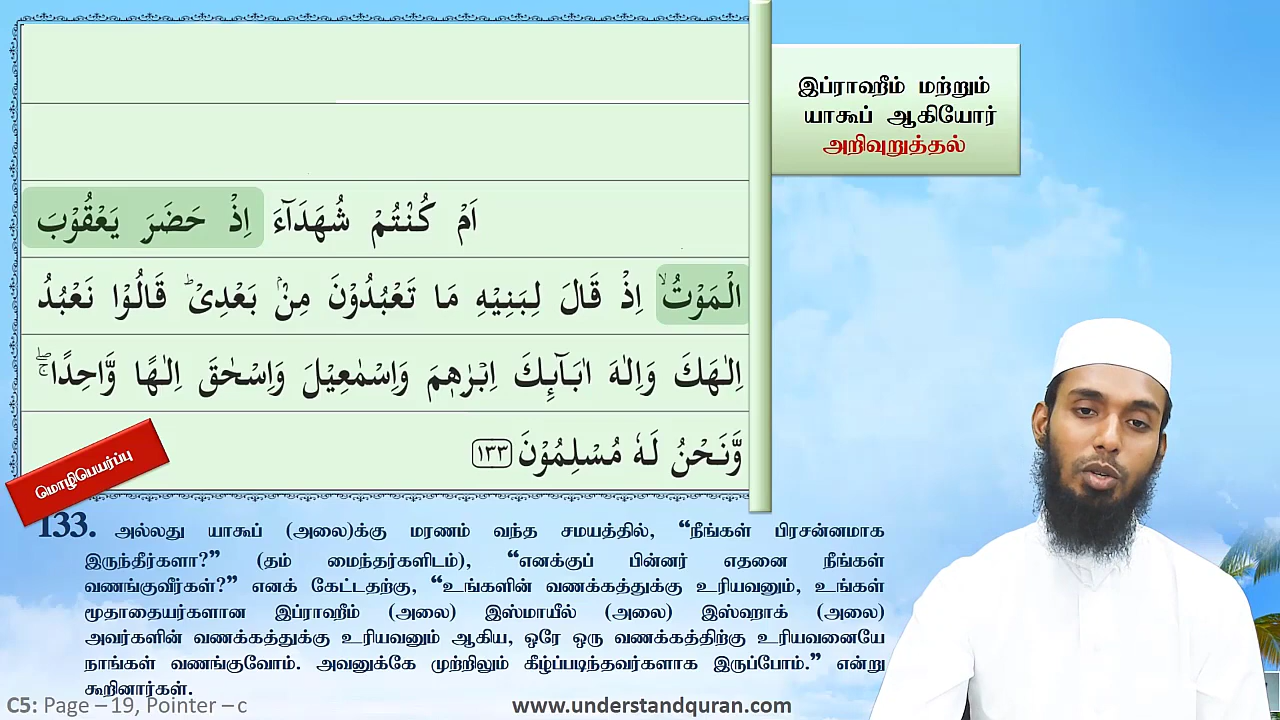 இப்ராஹீம் மற்றும்
யாகூப் ஆகியோர்
அறிவுறுத்தல்
اَمْ كُنْتُمْ شُهَدَآءَ اِذْ حَضَرَ يَعْقُوْبَ
الْمَوْتُ ۙ اِذْ قَالَ لِبَنِيْهِ مَا تَعْبُدُوْنَ مِنْۢ بَعْدِىْ ؕ قَالُوْا نَعْبُدُ
اِلٰهَكَ وَاِلٰهَ اٰبَآٮِٕكَ اِبْرٰهٖمَ وَاِسْمٰعِيْلَ وَاِسْحٰقَ اِلٰهًا وَّاحِدًا ۖۚ
وَّنَحْنُ لَهٗ مُسْلِمُوْنَ ١٣٣
மொழிபெயர்ப்பு
133. அல்லது யாகூப் (அலை)க்கு மரணம் வந்த சமயத்தில், “நீங்கள் பிரசன்னமாக
இருந்தீர்களா?” (தம் மைந்தர்களிடம்), “எனக்குப் பின்னர் எதனை நீங்கள்
வணங்குவீர்கள்?” எனக் கேட்டதற்கு, “உங்களின் வணக்கத்துக்கு உரியவனும், உங்கள்
மூதாதையர்களான இப்ராஹீம் (அலை) இஸ்மாயீல் (அலை) இஸ்ஹாக் (அலை)
அவர்களின் வணக்கத்துக்கு உரியவனும் ஆகிய, ஒரே ஒரு வணக்கத்திற்கு உரியவனையே
நாங்கள் வணங்குவோம். அவனுக்கே முற்றிலும் கீழ்ப்படிந்தவர்களாக இருப்போம்.” என்று
கூறினார்கள்.
C5: Page – 19, Pointer – c
www.understandquran.com